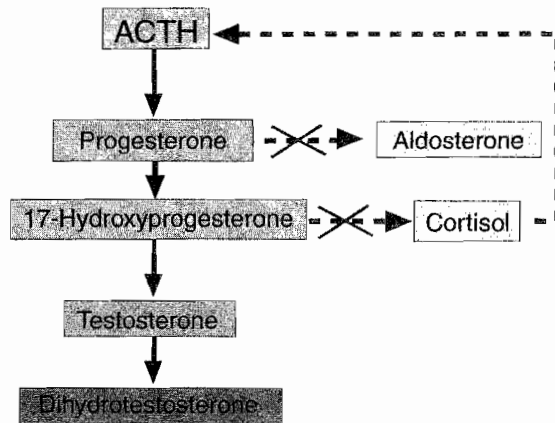 ACTH
Progesterone
Aldosterone
17-Hydroxyprogesterone
Cortisol
Testosterone
Dihydrotestosterone